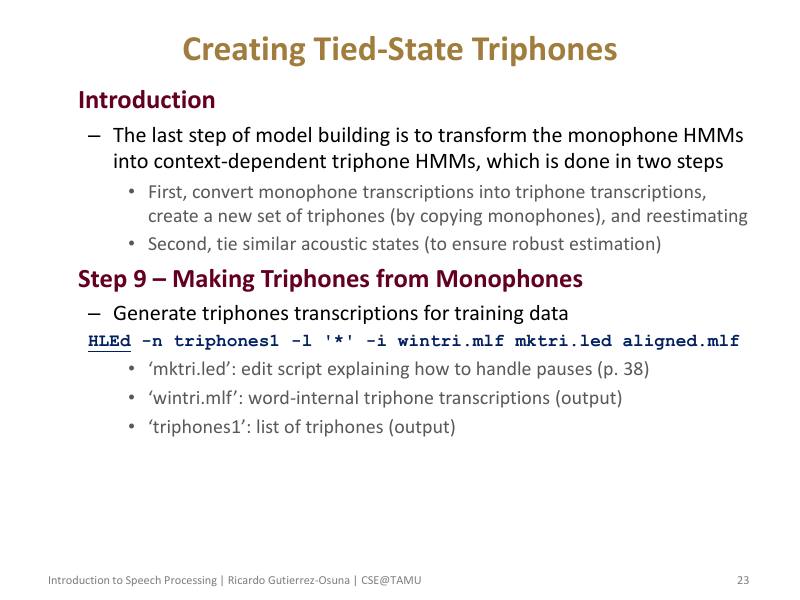 Creating Tied-State Triphones
Introduction
– The last step of model building is to transform the monophone HMMs
into context-dependent triphone HMMs, which is done in two steps
• First, convert monophone transcriptions into triphone transcriptions,
create a new set of triphones (by copying monophones), and reestimating
• Second, tie similar acoustic states (to ensure robust estimation)
Step 9 – Making Triphones from Monophones
– Generate triphones transcriptions for training data
HLEd -n triphones1 -l '*' -i wintri.mlf mktri.led aligned.mlf
• ‘mktri.led’: edit script explaining how to handle pauses (p. 38)
• ‘wintri.mlf’: word-internal triphone transcriptions (output)
• ‘triphones1’: list of triphones (output)
Introduction to Speech Processing | Ricardo Gutierrez-Osuna | CSE@TAMU
23